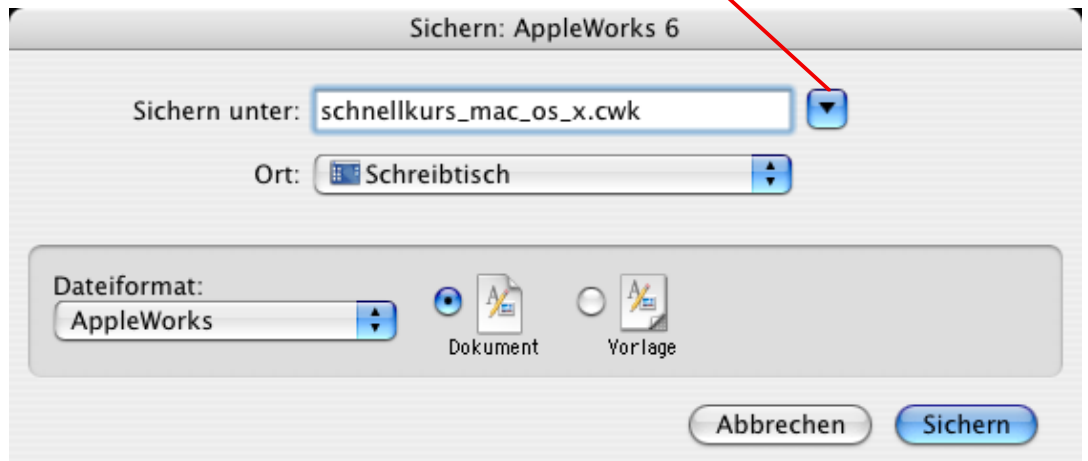 Sichern: AppleWorks 6
Sichern unter: schnellkurs_mac_os_x.cwk
Ort: Schreibtisch
Dateiformat:
AppleWorks
Dokument Vorlage
Abbrechen Sichern